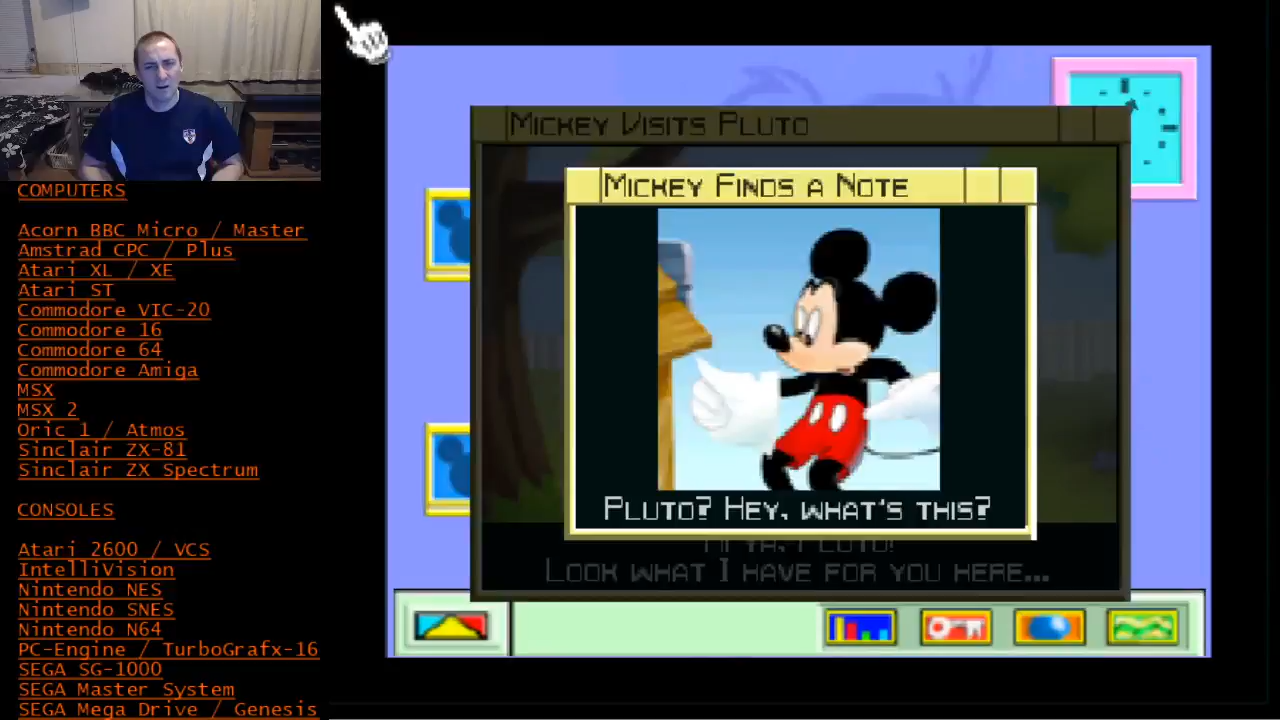 COMPUTERS
Acorn BBC Micro / Master
Amstrad CPC / Plus
Atari XL / XE
Atari ST
Commodore VIC-20
Commodore 16
Commodore 64
Commodore Amiga
MSX
MSX 2
Oric 1 / Atmos
Sinclair ZX-81
Sinclair ZX Spectrum
CONSOLES
Atari 2600 / VCS
IntelliVision
Nintendo NES
Nintendo SNES
Nintendo N64
PC-Engine / TurboGrafx-16
SEGA SG-1000
SEGA Master System
SEGA Mega Drive / Genesis
MICKEY VISITS PLUTO
MICKEY FINDS A NOTE
PLUTO? HEY, WHAT'S THIS?
LOOK WHAT I HAVE FOR YOU HERE...